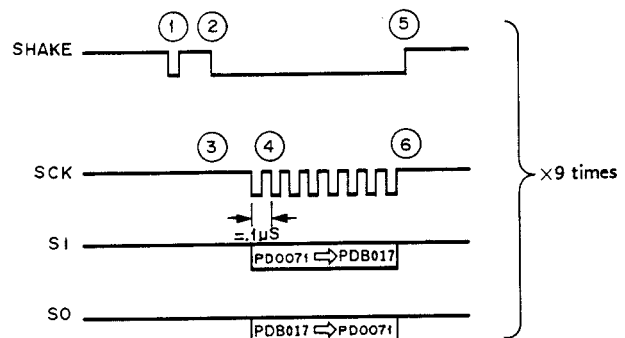 1 2 5
SHAKE
3 4 6
SCK
×9 times
=.1μS
SI
PD0071 ⇨ PDB017
SO
PDB017 ⇨ PD0071